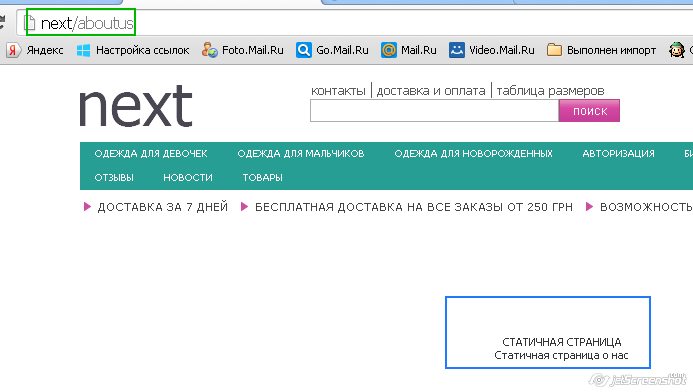 next/aboutus
Яндекс Настройка ссылок Foto.Mail.Ru Go.Mail.Ru Mail.Ru Video.Mail.Ru Выполнен импорт
next
контакты | доставка и оплата | таблица размеров
ПОИСК
ОДЕЖДА ДЛЯ ДЕВОЧЕК ОДЕЖДА ДЛЯ МАЛЬЧИКОВ ОДЕЖДА ДЛЯ НОВОРОЖДЕННЫХ АВТОРИЗАЦИЯ
ОТЗЫВЫ НОВОСТИ ТОВАРЫ
ДОСТАВКА ЗА 7 ДНЕЙ БЕСПЛАТНАЯ ДОСТАВКА НА ВСЕ ЗАКАЗЫ ОТ 250 ГРН ВОЗМОЖНОСТЬ
СТАТИЧНАЯ СТРАНИЦА
Статичная страница о нас
jetScreenshot